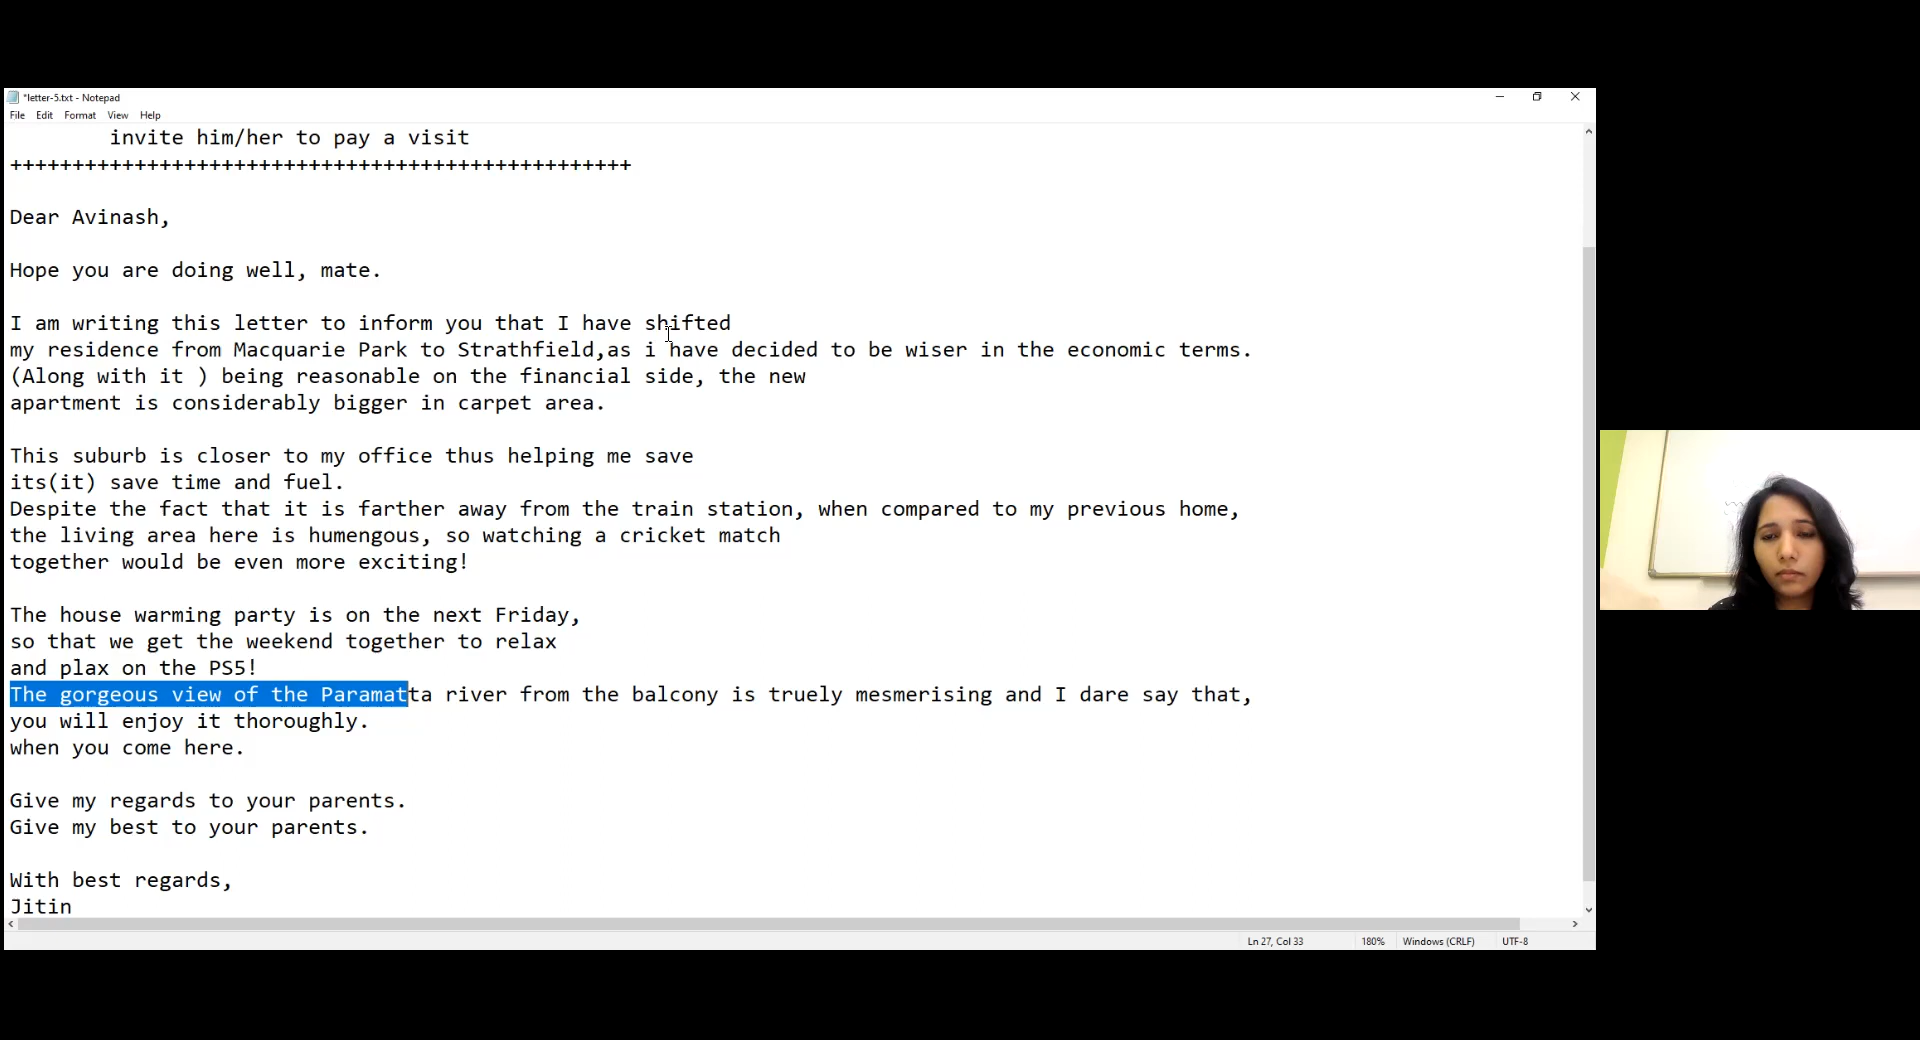 *letter-5.txt - Notepad
File Edit Format View Help
invite him/her to pay a visit
++++++++++++++++++++++++++++++++++++++++++++++++++
Dear Avinash,
Hope you are doing well, mate.
I am writing this letter to inform you that I have shifted
my residence from Macquarie Park to Strathfield,as i have decided to be wiser in the economic terms.
(Along with it ) being reasonable on the financial side, the new
apartment is considerably bigger in carpet area.
This suburb is closer to my office thus helping me save
its(it) save time and fuel.
Despite the fact that it is farther away from the train station, when compared to my previous home,
the living area here is humengous, so watching a cricket match
together would be even more exciting!
The house warming party is on the next Friday,
so that we get the weekend together to relax
and plax on the PS5!
The gorgeous view of the Paramatta river from the balcony is truely mesmerising and I dare say that,
you will enjoy it thoroughly.
when you come here.
Give my regards to your parents.
Give my best to your parents.
With best regards,
Jitin
Ln 27, Col 33 180% Windows (CRLF) UTF-8